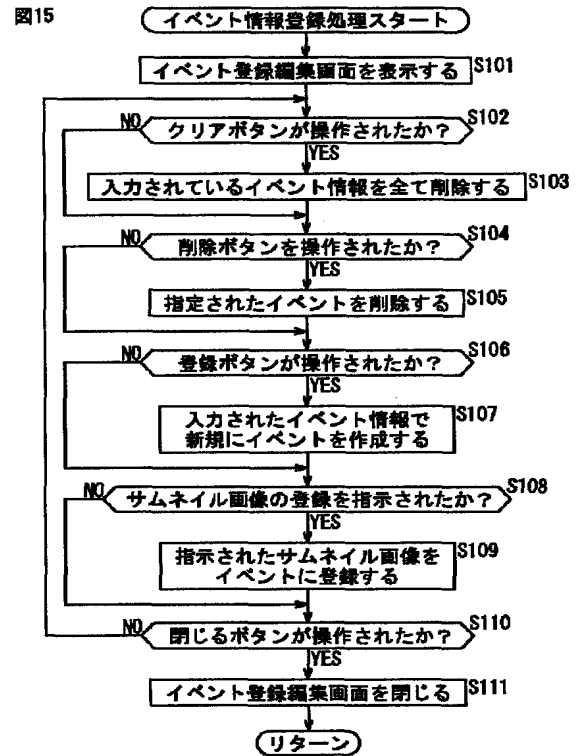 図15
イベント情報登録処理スタート
イベント登録編集画面を表示する S101
NO クリアボタンが操作されたか? S102
YES
入力されているイベント情報を全て削除する S103
NO 削除ボタンを操作されたか? S104
YES
指定されたイベントを削除する S105
NO 登録ボタンが操作されたか? S106
YES
入力されたイベント情報で S107
新規にイベントを作成する
NO サムネイル画像の登録を指示されたか? S108
YES
指示されたサムネイル画像を S109
イベントに登録する
NO 閉じるボタンが操作されたか? S110
YES
イベント登録編集画面を閉じる S111
リターン